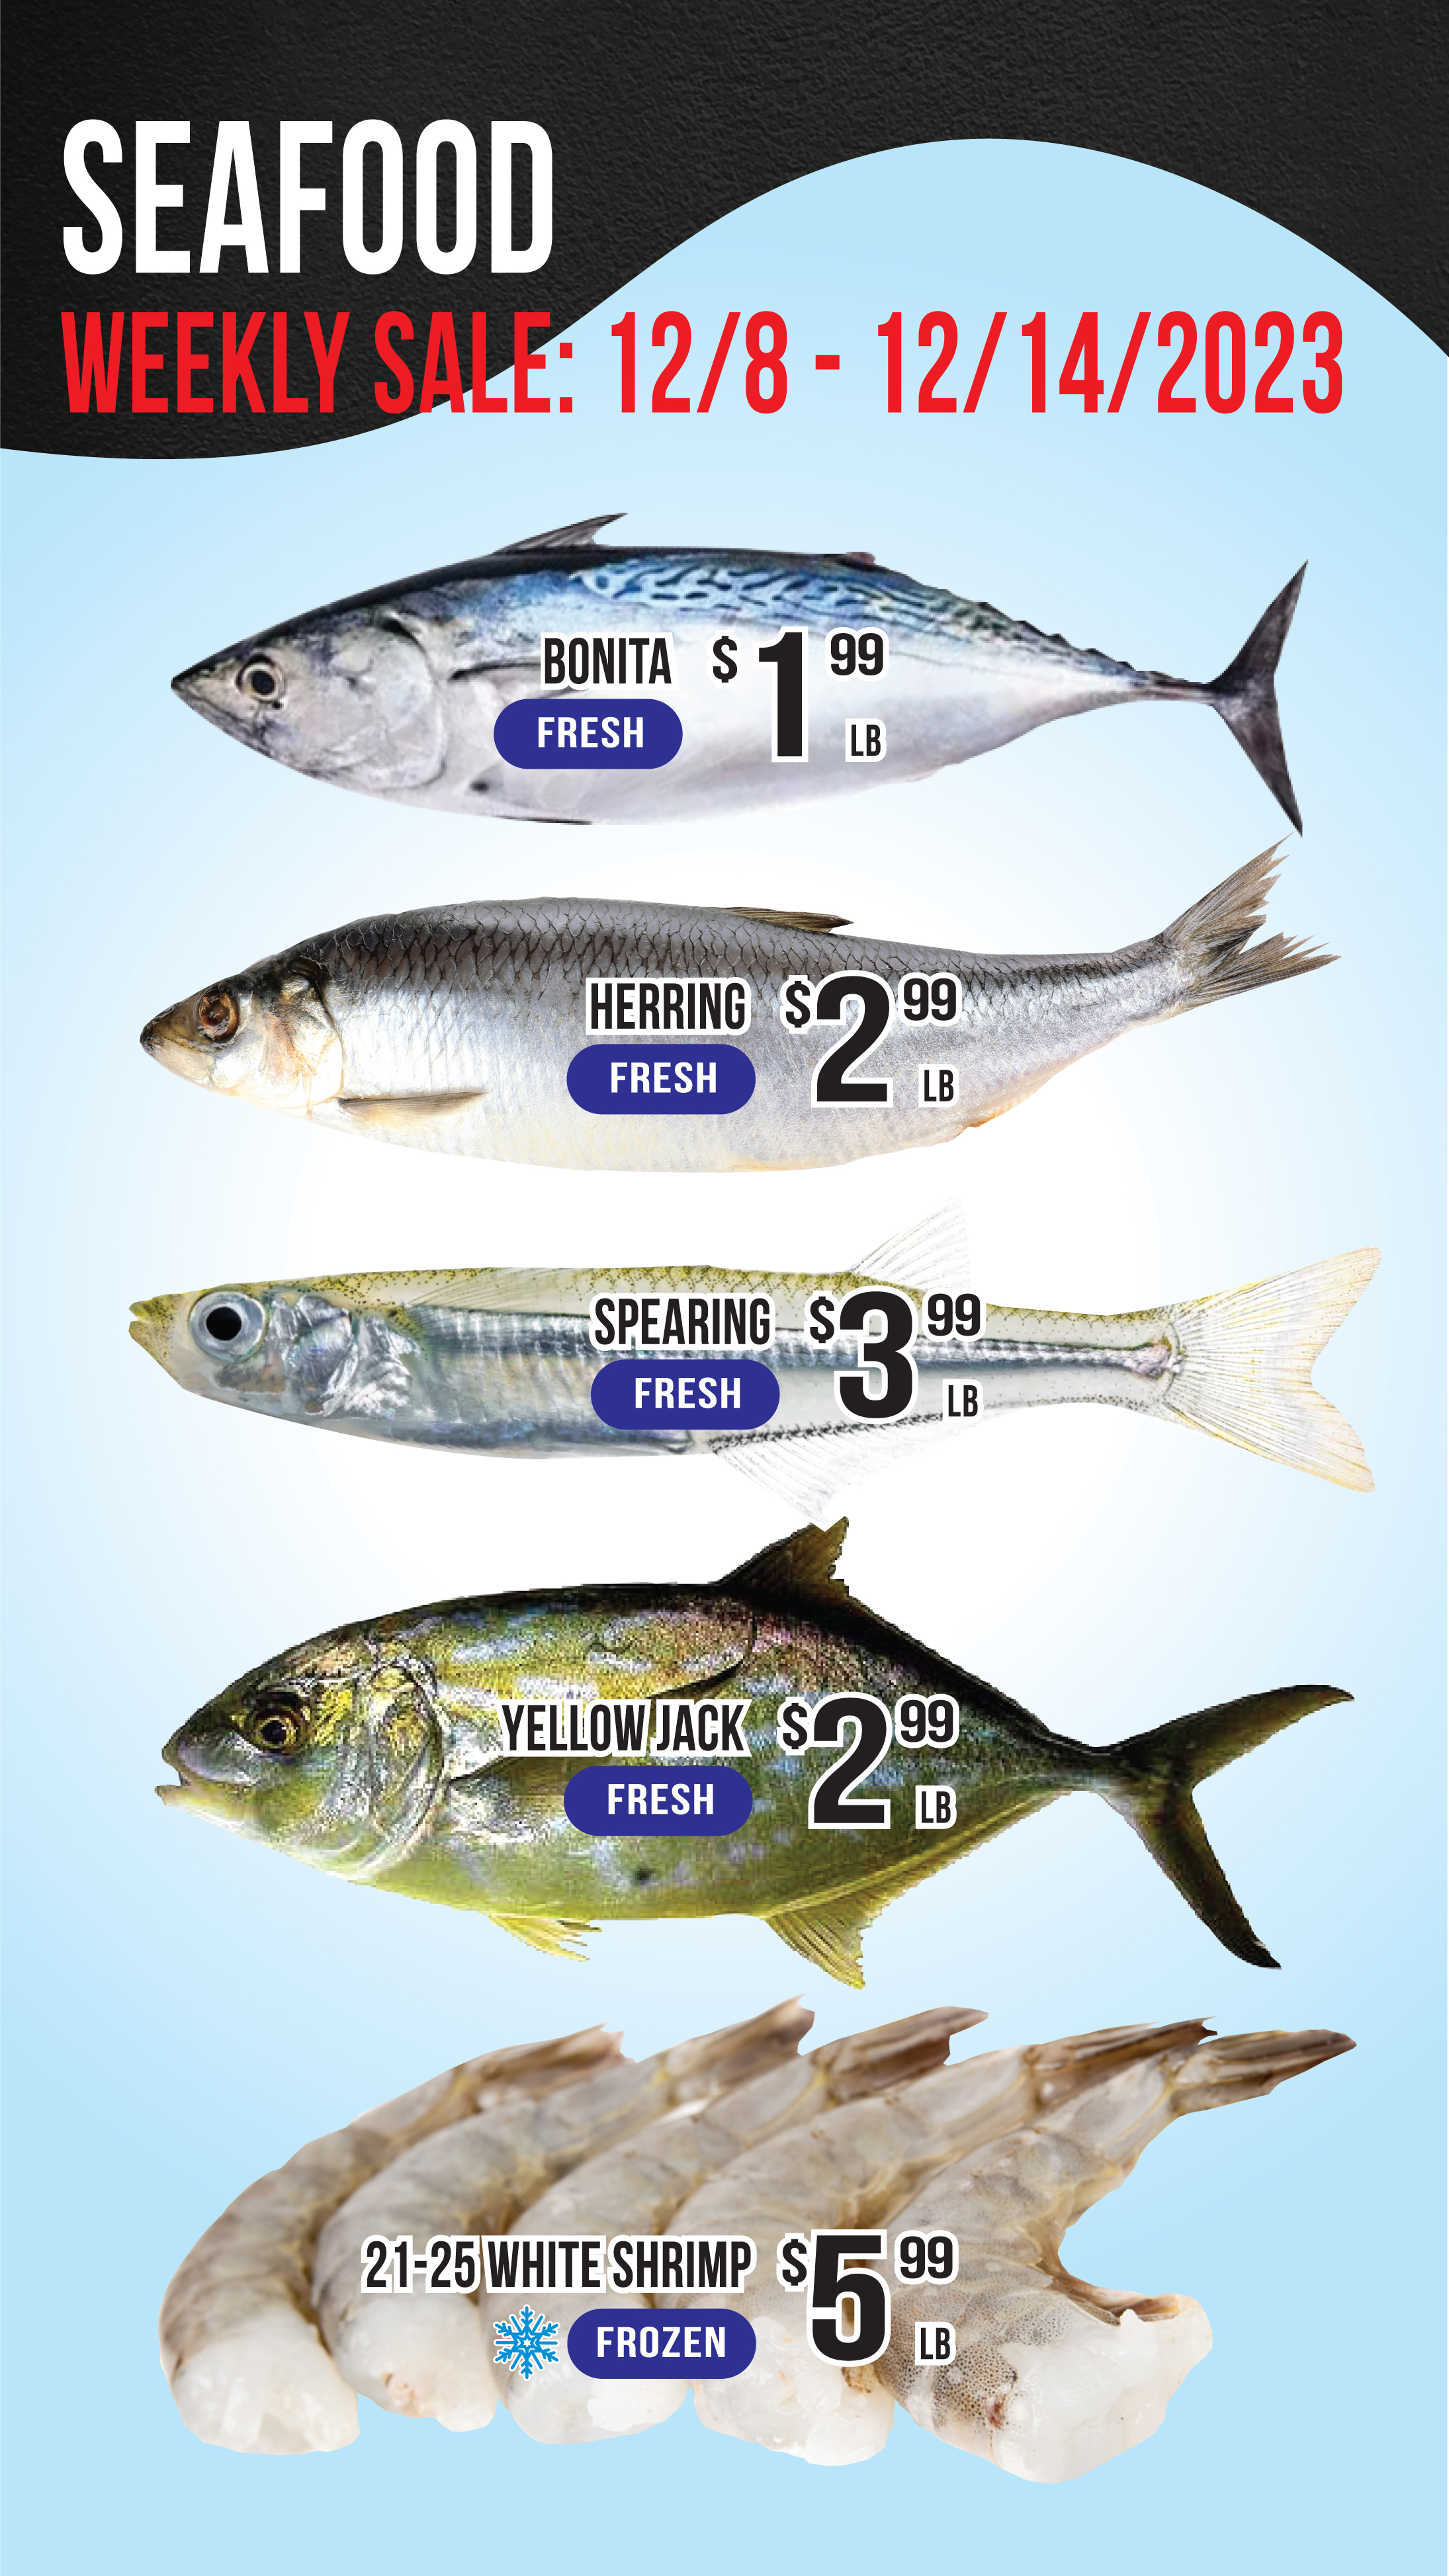 SEAFOOD
WEEKLY SALE: 12/8 - 12/14/2023
BONITA $1 99
FRESH LB
HERRING $2 99
FRESH LB
SPEARING $3 99
FRESH LB
YELLOW JACK $2 99
FRESH LB
21-25 WHITE SHRIMP $5 99
FROZEN LB